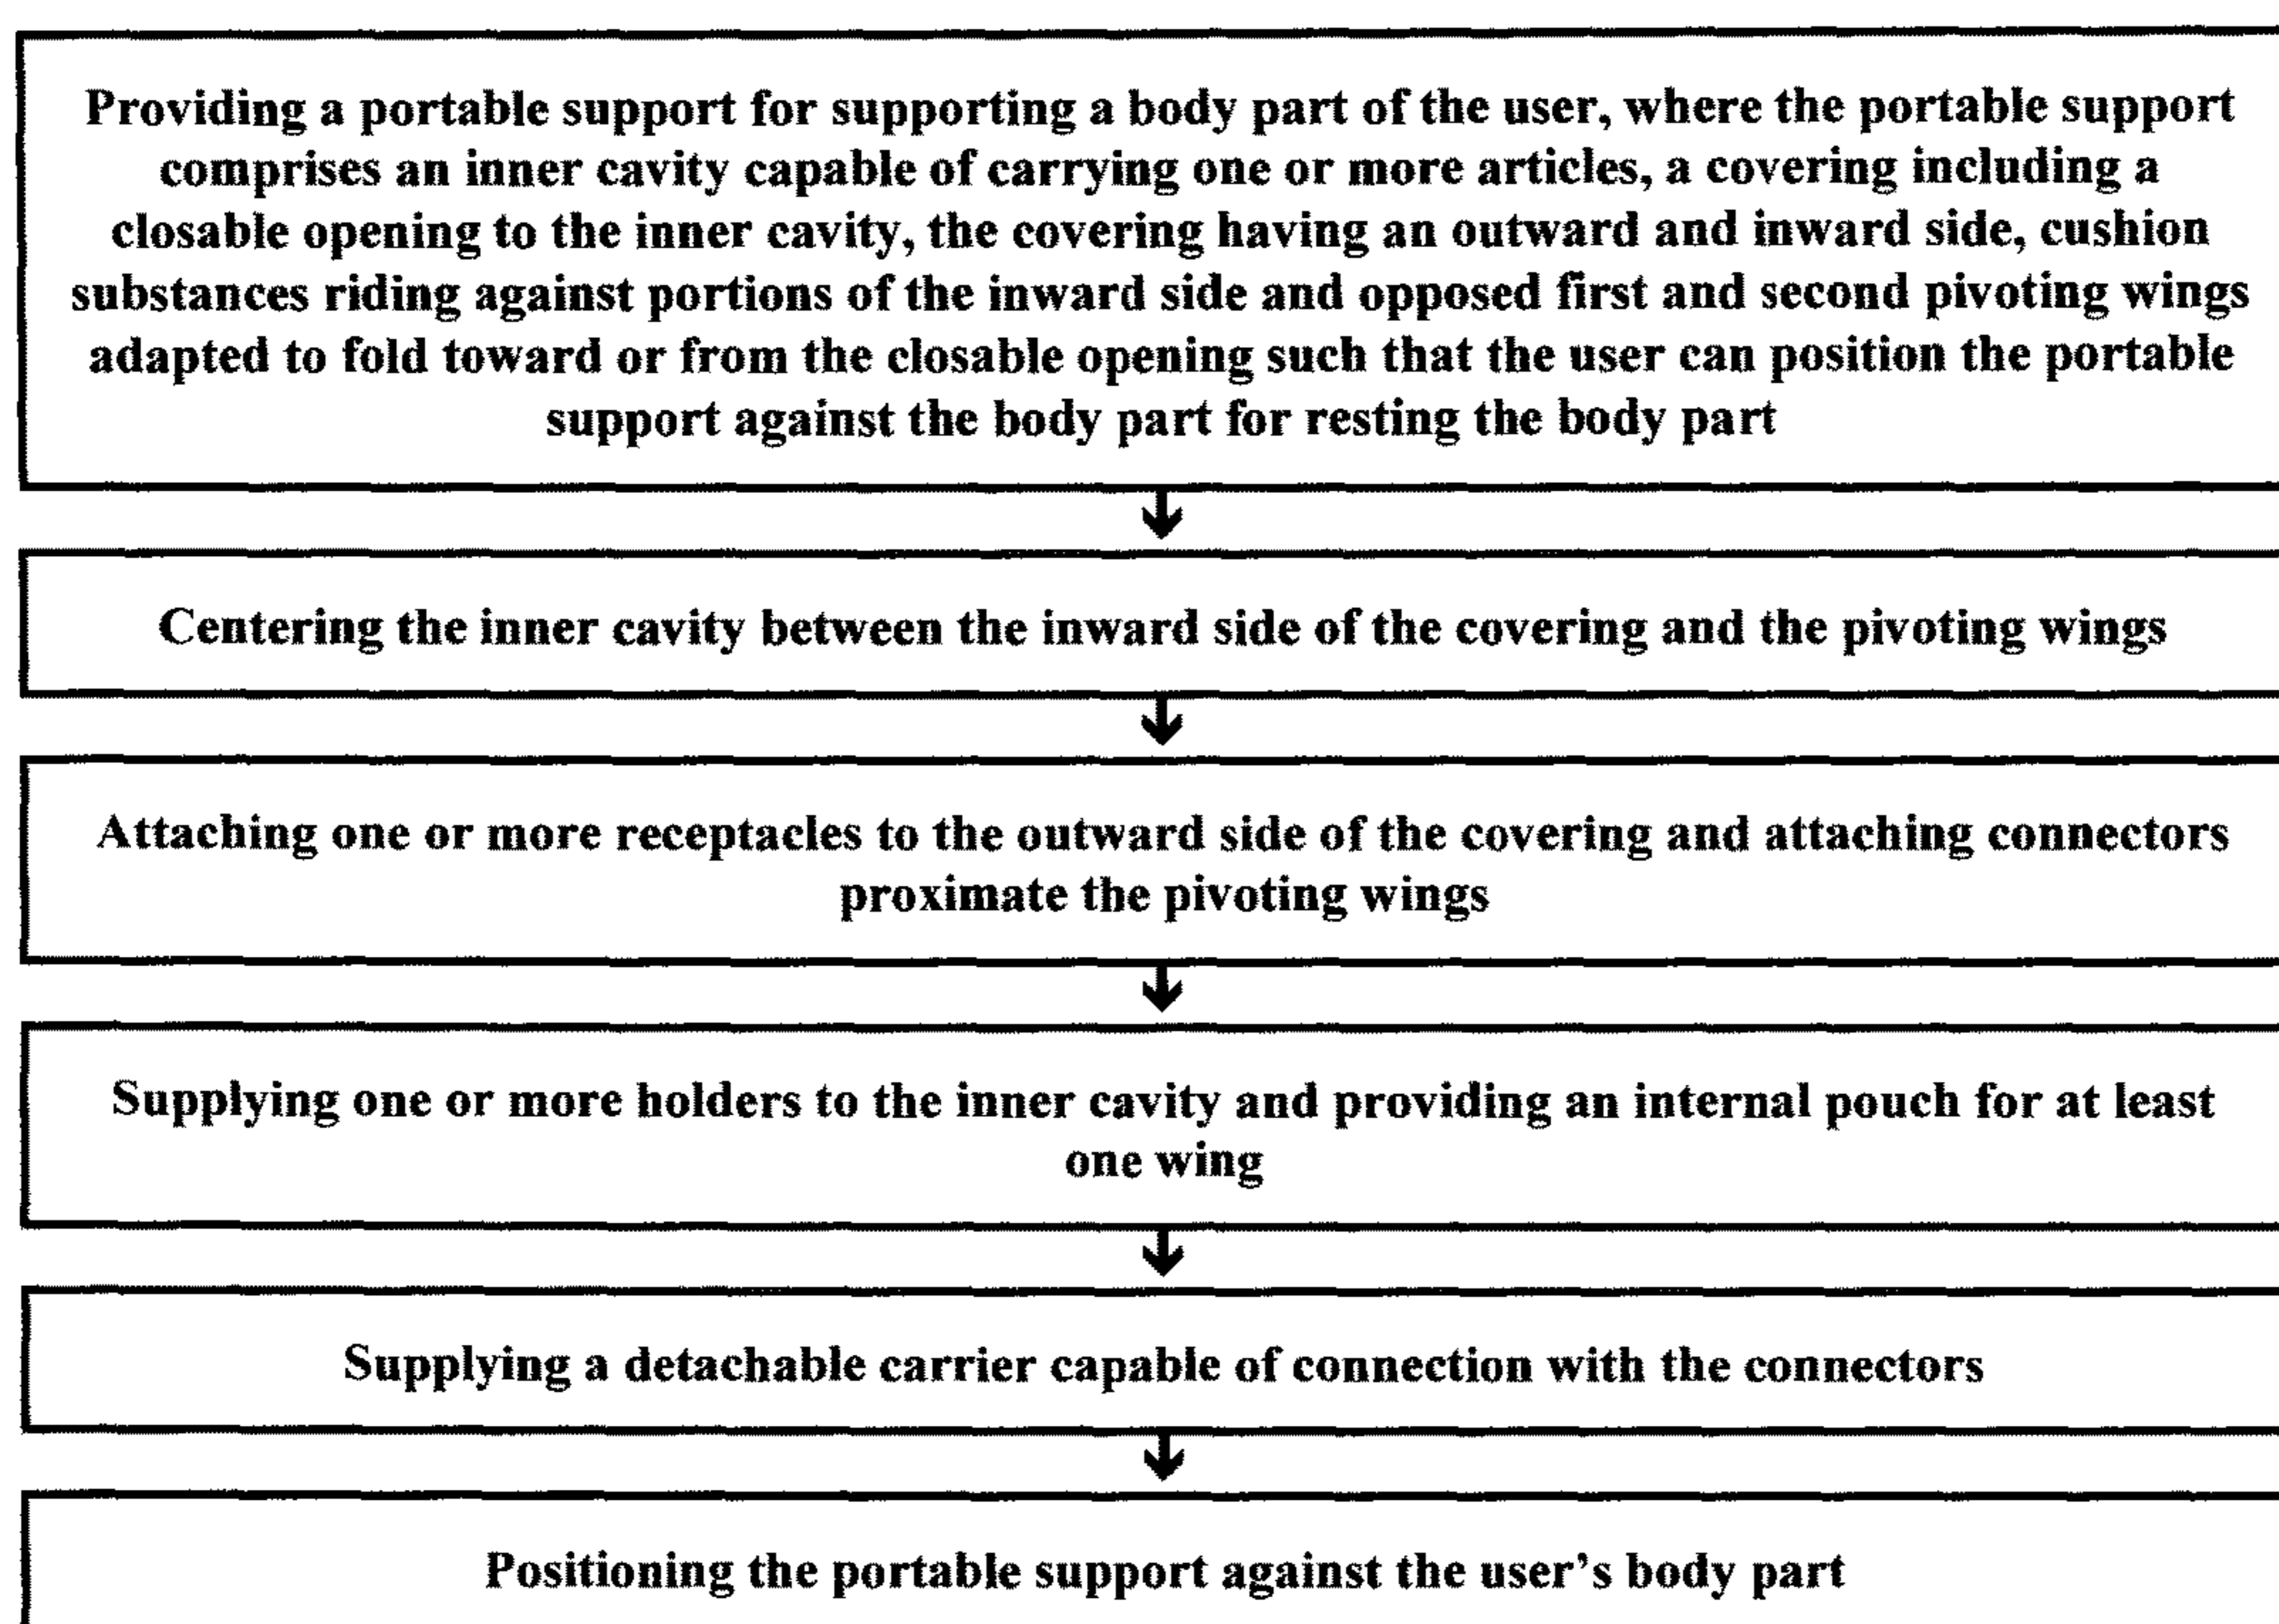 Providing a portable support for supporting a body part of the user, where the portable support
comprises an inner cavity capable of carrying one or more articles, a covering including a
closable opening to the inner cavity, the covering having an outward and inward side, cushion
substances riding against portions of the inward side and opposed first and second pivoting wings
adapted to fold toward or from the closable opening such that the user can position the portable
support against the body part for resting the body part
Centering the inner cavity between the inward side of the covering and the pivoting wings
Attaching one or more receptacles to the outward side of the covering and attaching connectors
proximate the pivoting wings
Supplying one or more holders to the inner cavity and providing an internal pouch for at least
one wing
Supplying a detachable carrier capable of connection with the connectors
Positioning the portable support against the user’s body part